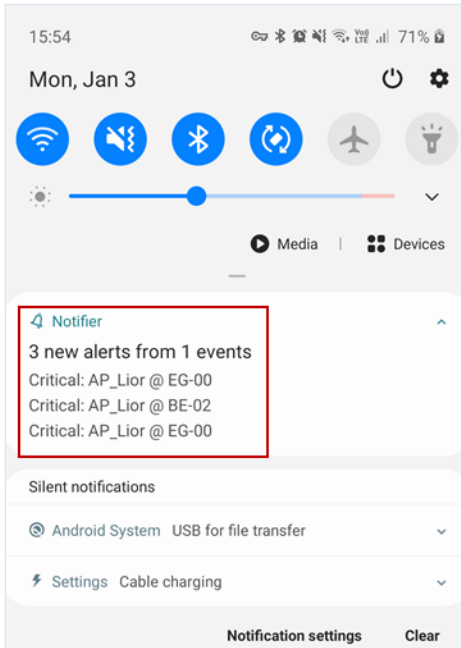 15:54 71%
Mon, Jan 3
Media | Devices
Notifier
3 new alerts from 1 events
Critical: AP_Lior @ EG-00
Critical: AP_Lior @ BE-02
Critical: AP_Lior @ EG-00
Silent notifications
Android System USB for file transfer
Settings Cable charging
Notification settings Clear